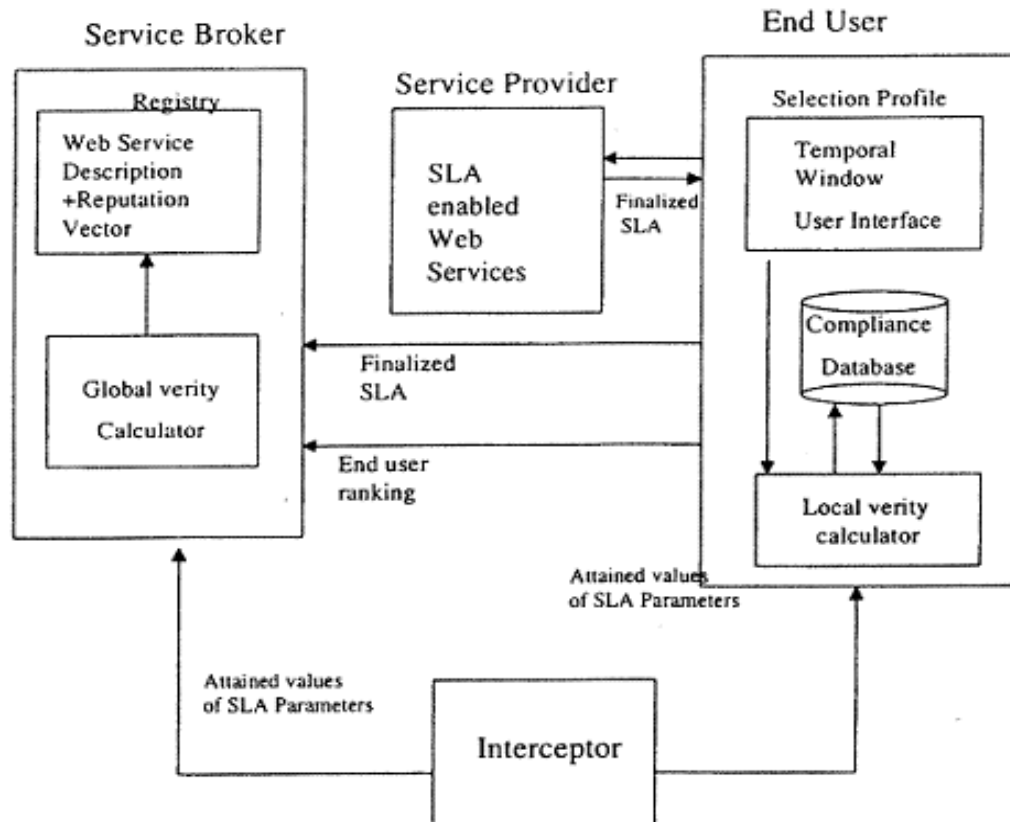 Service Broker
Registry
Web Service
Description
+Reputation
Vector
Global verity
Calculator
Service Provider
SLA
enabled
Web
Services
Finalized
SLA
End User
Selection Profile
Temporal
Window
User Interface
Compliance
Database
Local verity
calculator
Finalized
SLA
End user
ranking
Attained values
of SLA Parameters
Attained values
of SLA Parameters
Interceptor